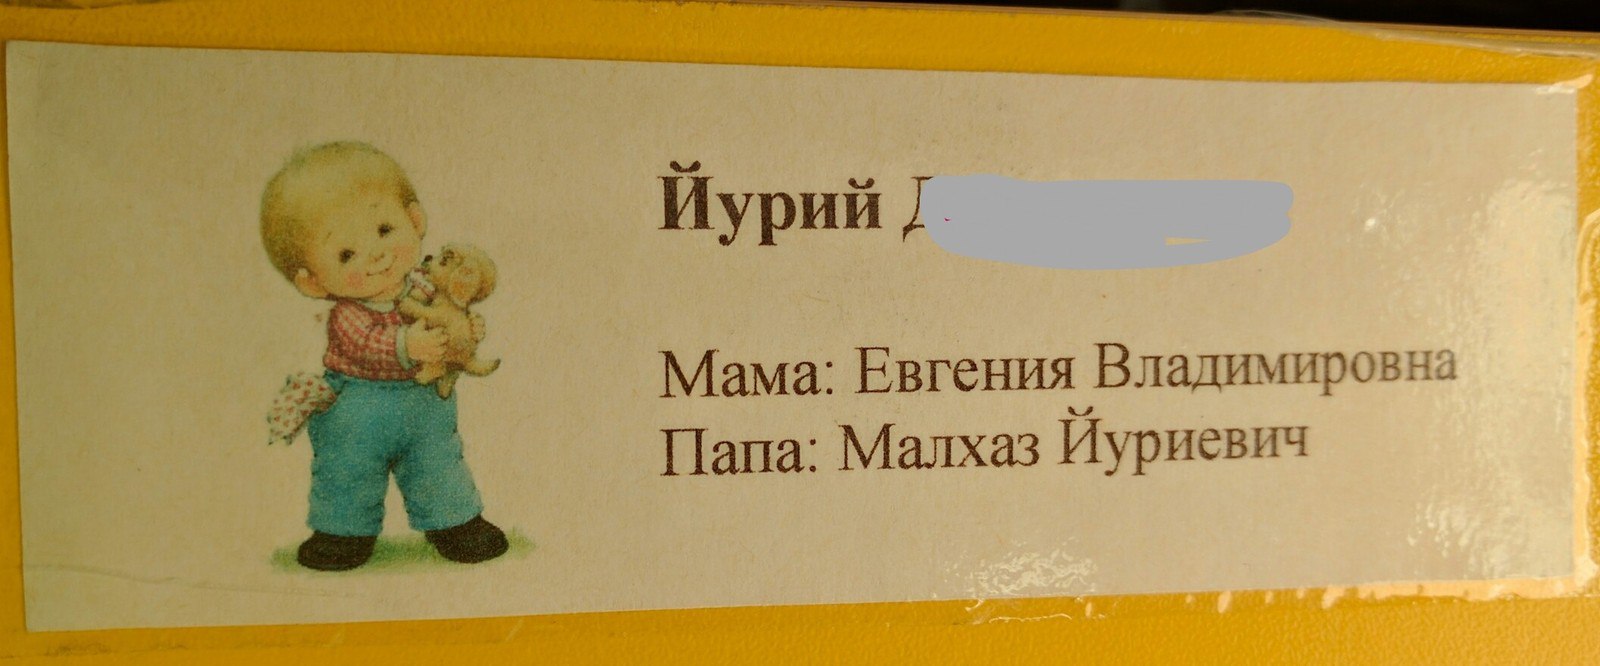 Йурий
Мама: Евгения Владимировна
Папа: Малхаз Йуриевич